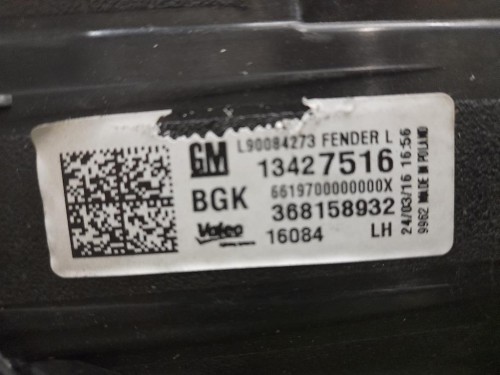 L90084273 FENDER L
GM
13427516
BGK
6619700000000X
368158932
Valeo
16084 LH
24/03/16 16:56
9962 MADE IN POLAND